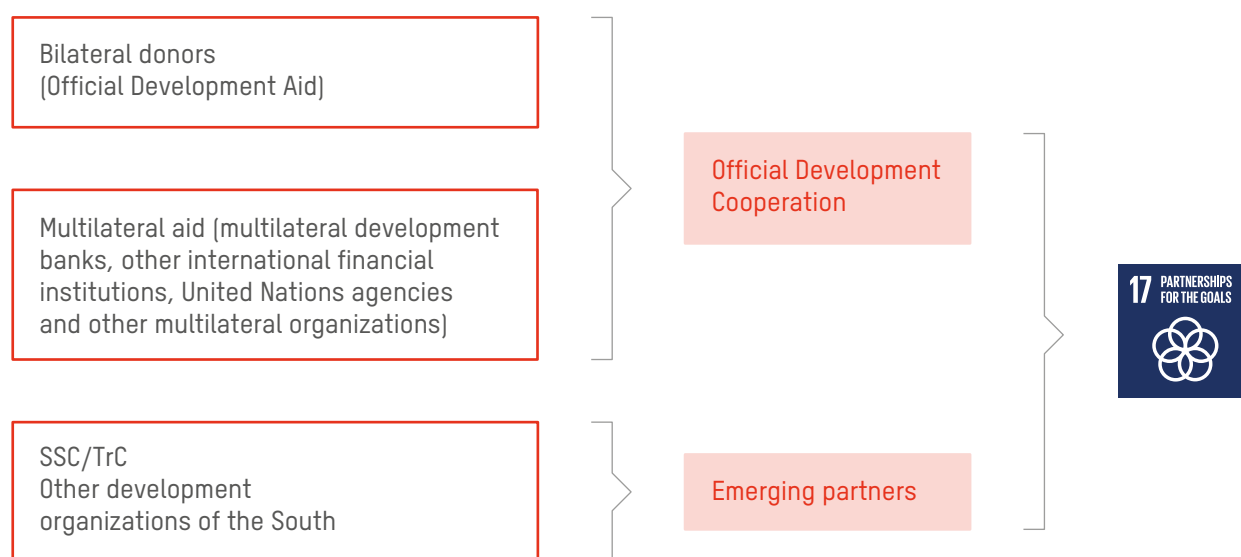 Bilateral donors
(Official Development Aid)
Multilateral aid (multilateral development
banks, other international financial
institutions, United Nations agencies
and other multilateral organizations)
SSC/TrC
Other development
organizations of the South
Official Development
Cooperation
Emerging partners
17 PARTNERSHIPS
FOR THE GOALS